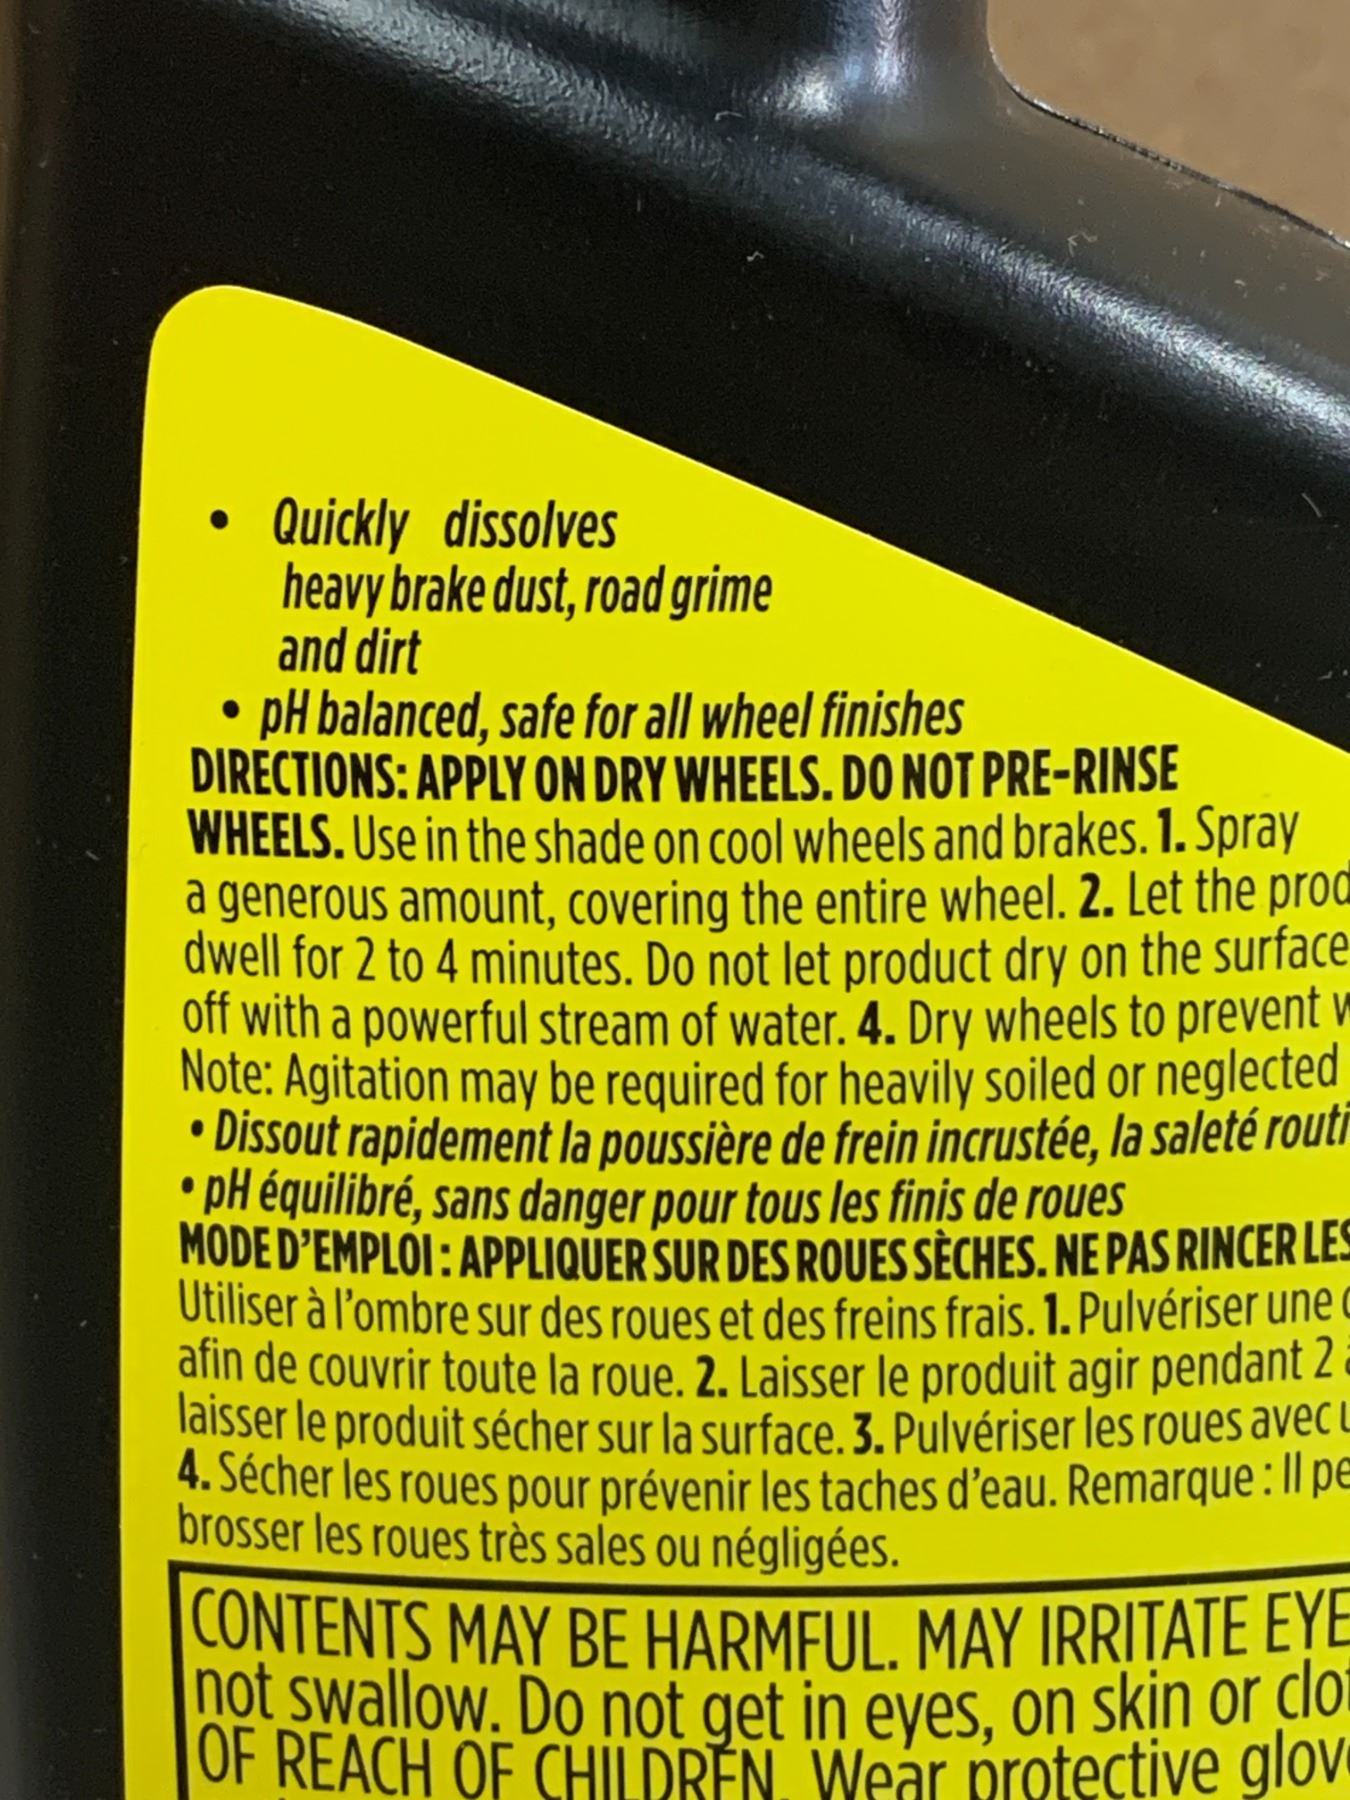 • Quickly dissolves
heavy brake dust, road grime
and dirt
• pH balanced, safe for all wheel finishes
DIRECTIONS: APPLY ON DRY WHEELS. DO NOT PRE-RINSE
WHEELS. Use in the shade on cool wheels and brakes. 1. Spray
a generous amount, covering the entire wheel. 2. Let the prod
dwell for 2 to 4 minutes. Do not let product dry on the surface
off with a powerful stream of water. 4. Dry wheels to prevent
Note: Agitation may be required for heavily soiled or neglected
• Dissout rapidement la poussière de frein incrustée, la saleté routi
• pH équilibré, sans danger pour tous les finis de roues
MODE D'EMPLOI : APPLIQUER SUR DES ROUES SÈCHES. NE PAS RINCER LES
Utiliser à l'ombre sur des roues et des freins frais. 1. Pulvériser une
afin de couvrir toute la roue. 2. Laisser le produit agir pendant 2
laisser le produit sécher sur la surface. 3. Pulvériser les roues avec
4. Sécher les roues pour prévenir les taches d'eau. Remarque : Il pe
brosser les roues très sales ou négligées.
CONTENTS MAY BE HARMFUL. MAY IRRITATE EYE
not swallow. Do not get in eyes, on skin or clot
OF REACH OF CHILDREN. Wear protective glove